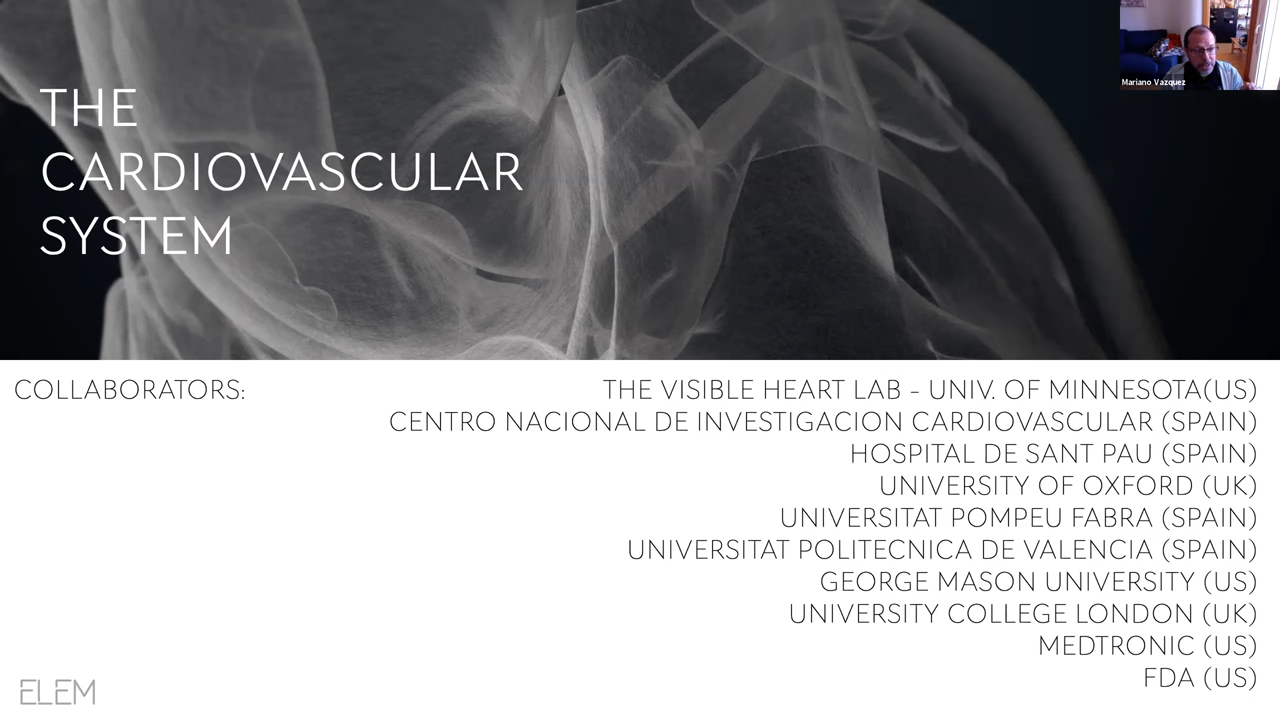 THE
CARDIOVASCULAR
SYSTEM
Mariano Vazquez
COLLABORATORS:
THE VISIBLE HEART LAB - UNIV. OF MINNESOTA(US)
CENTRO NACIONAL DE INVESTIGACION CARDIOVASCULAR (SPAIN)
HOSPITAL DE SANT PAU (SPAIN)
UNIVERSITY OF OXFORD (UK)
UNIVERSITAT POMPEU FABRA (SPAIN)
UNIVERSITAT POLITECNICA DE VALENCIA (SPAIN)
GEORGE MASON UNIVERSITY (US)
UNIVERSITY COLLEGE LONDON (UK)
MEDTRONIC (US)
FDA (US)
ELEM